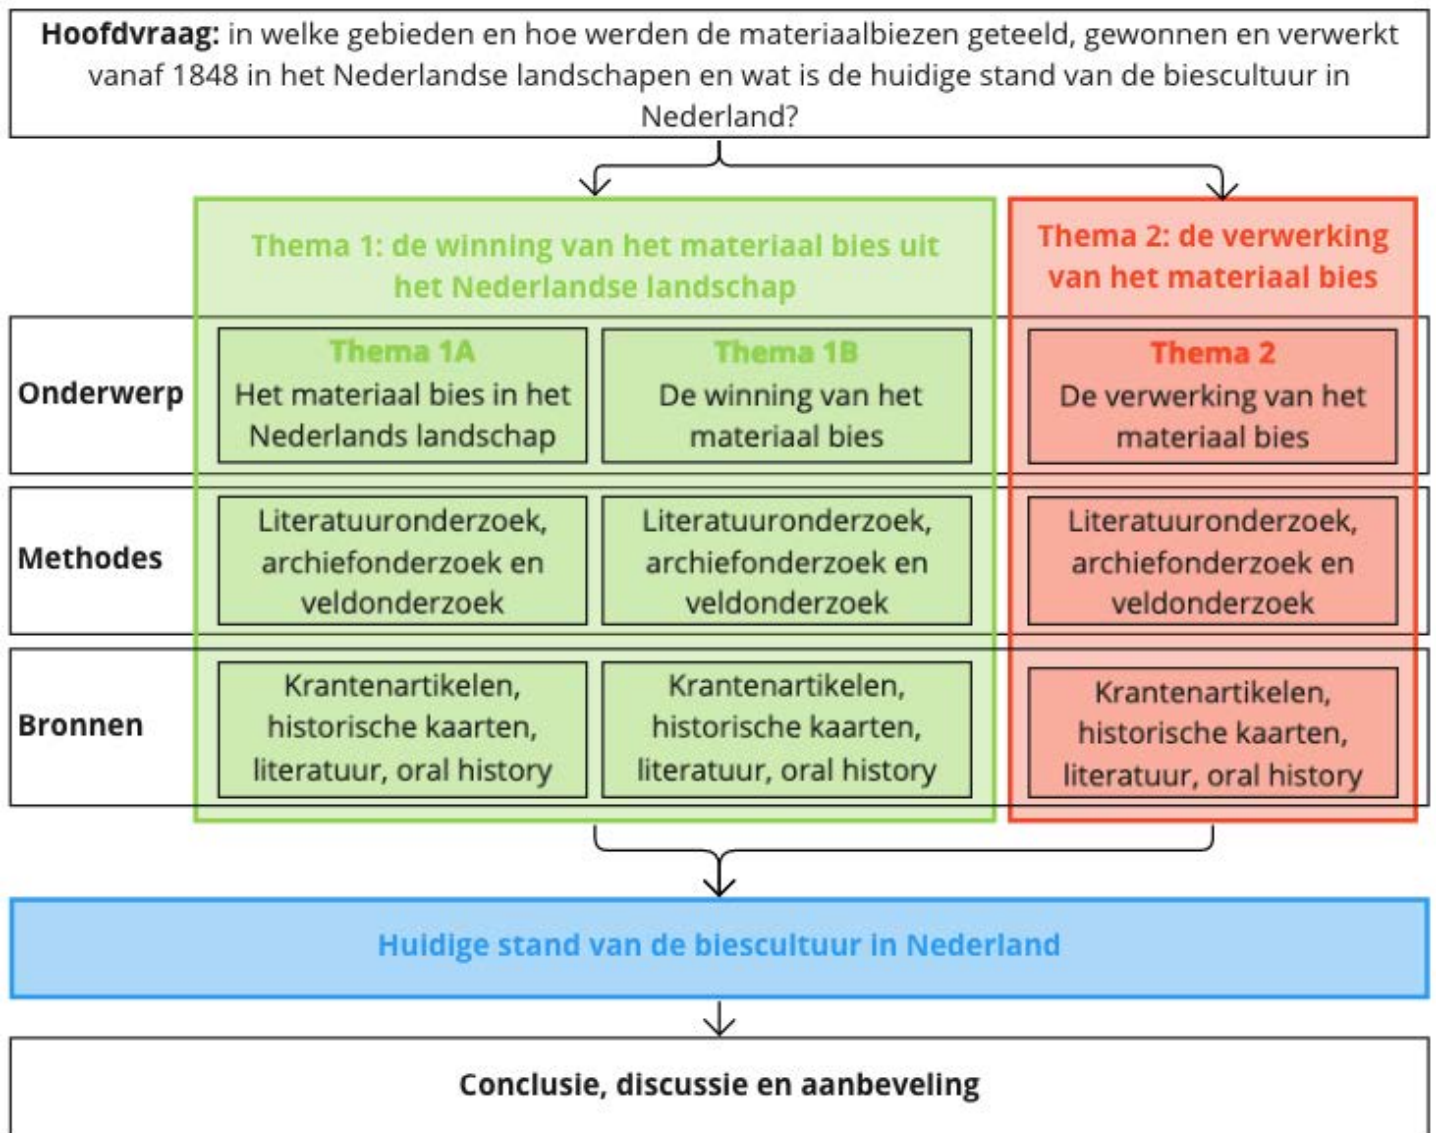 Hoofdvraag: in welke gebieden en hoe werden de materiaalbiezen geteeld, gewonnen en verwerkt
vanaf 1848 in het Nederlandse landschapen en wat is de huidige stand van de biescultuur in
Nederland?
Thema 1: de winning van het materiaal bies uit
het Nederlandse landschap
Thema 2: de verwerking
van het materiaal bies
Onderwerp
Thema 1A
Het materiaal bies in het
Nederlands landschap
Thema 1B
De winning van het
materiaal bies
Thema 2
De verwerking van het
materiaal bies
Methodes
Literatuuronderzoek,
archiefonderzoek en
veldonderzoek
Literatuuronderzoek,
archiefonderzoek en
veldonderzoek
Literatuuronderzoek,
archiefonderzoek en
veldonderzoek
Bronnen
Krantenartikelen,
historische kaarten,
literatuur, oral history
Krantenartikelen,
historische kaarten,
literatuur, oral history
Krantenartikelen,
historische kaarten,
literatuur, oral history
Huidige stand van de biescultuur in Nederland
Conclusie, discussie en aanbeveling